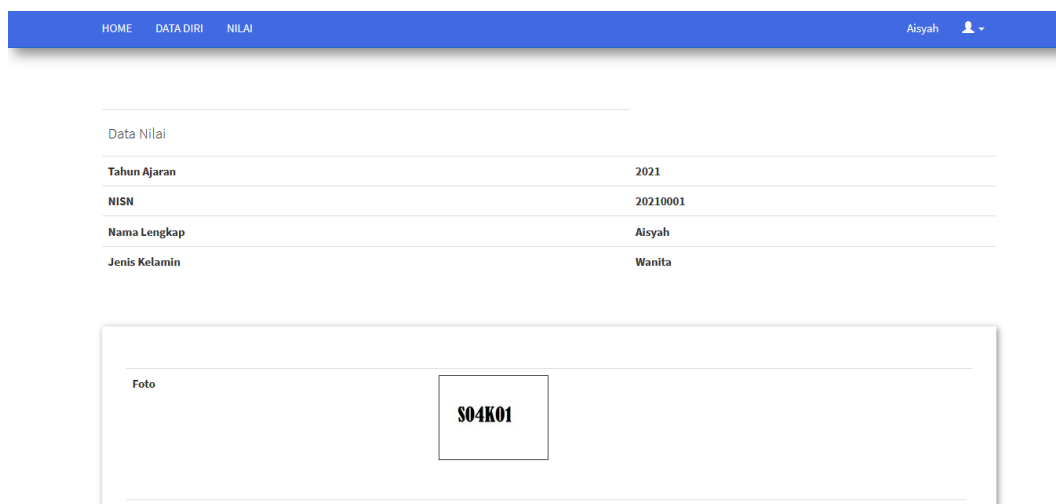 HOME DATA DIRI NILAI Aisyah
Data Nilai
Tahun Ajaran 2021
NISN 20210001
Nama Lengkap Aisyah
Jenis Kelamin Wanita
Foto S04K01